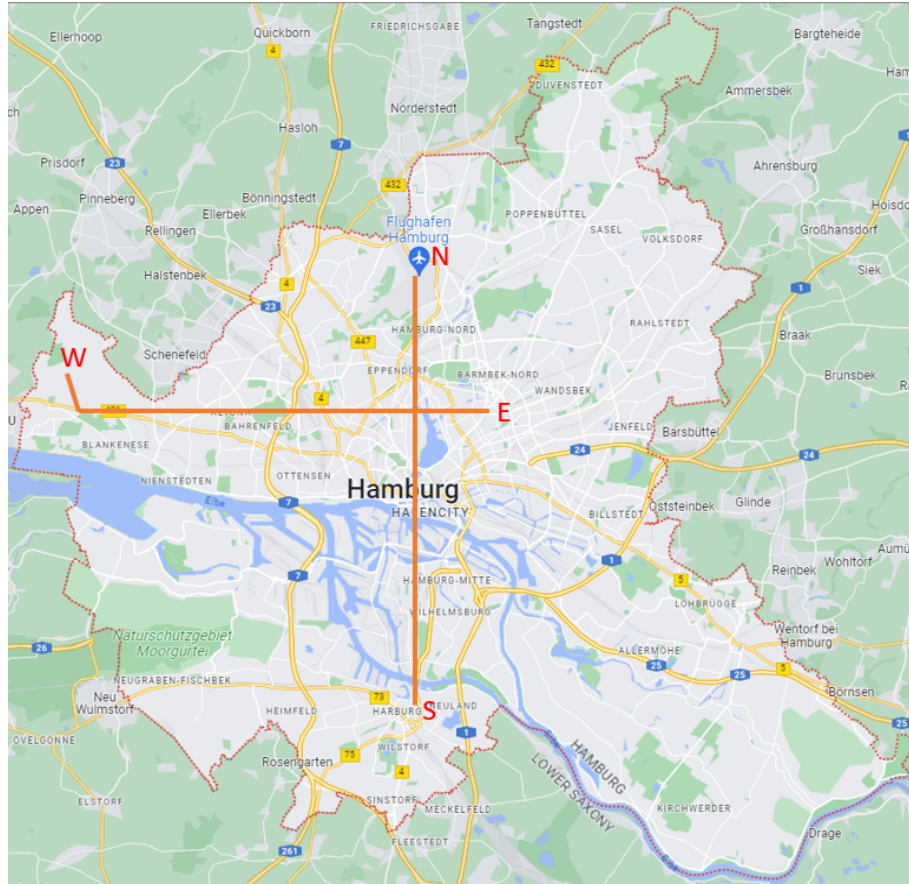 Ellerhoop
Quickborn
FRIEDRICHSGABE
Tangstedt
Bargteheide
4
432
DUVENSTEDT
Ammersbek
Norderstedt
Hasloh
7
Prisdorf
23
Ahrensburg
Pinneberg
Bönningstedt
432
Appen
Ellerbek
POPPENBÜTTEL
Rellingen
Flughafen
Hamburg
SASEL
VOLKSDORF
Großhansdorf
N
Halstenbek
4
Siek
1
23
HAMBURG-NORD
RAHLSTEDT
Braak
447
Schenefeld
W
EPPENDORF
BARMBEK-NORD
Brunsbek
WANDSBEK
4
E
BAHRENFELD
JENFELD
Barsbüttel
BLANKENESE
24
24
NIENSTEDTEN
OTTENSEN
Hamburg
Elbe
7
HAFENCITY
BILLSTEDT
Oststeinbek
Glinde
1
7
HAMBURG-MITTE
5
Reinbek
Wohltorf
WILHELMSBURG
LOHBRÜGGE
Naturschutzgebiet
Moorgürtel
Wentorf bei
Hamburg
26
ALLERMÖHE
25
25
5
NEUGRABEN-FISCHBEK
Neu
Wulmstorf
73
Börnsen
HEIMFELD
HARBURG
NEULAND
S
25
1
Elbe
HAMBURG
LOWER SAXONY
WILSTORF
75
Rosengarten
4
ELSTORF
SINSTORF
MECKELFELD
KIRCHWERDER
Drage
FLEESTEDT
261
Elbe